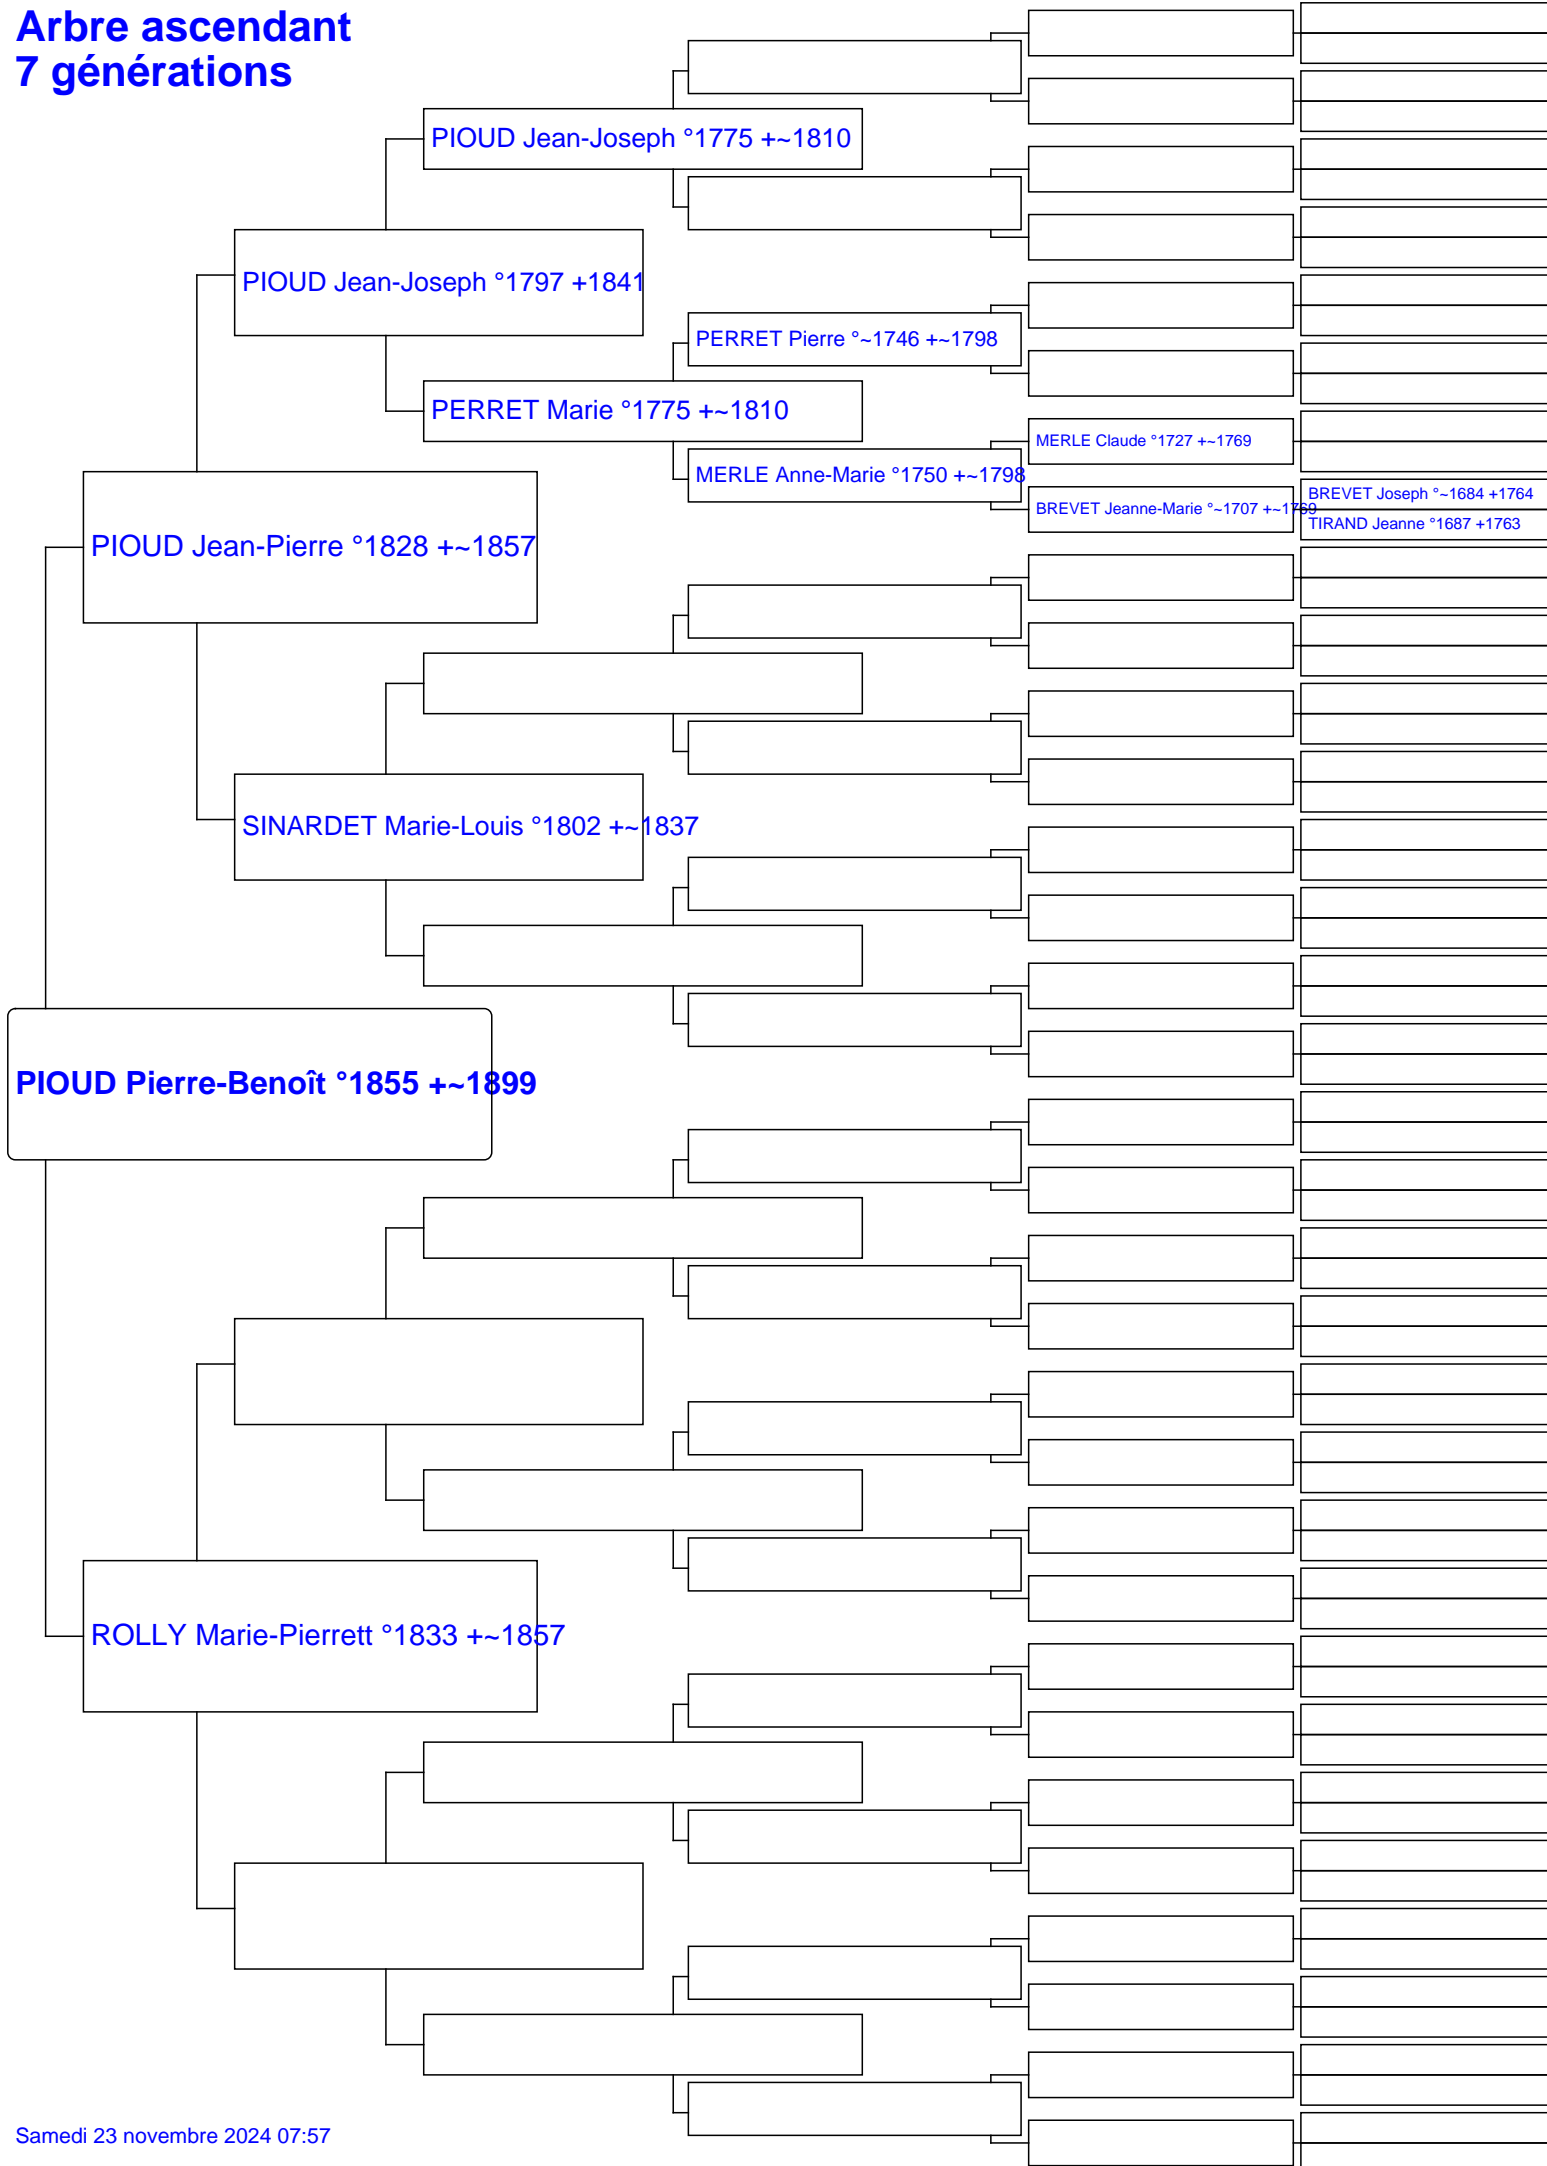 Arbre ascendant
7 générations
PIOUD Jean-Joseph °1775 +~1810
PIOUD Jean-Joseph °1797 +1841
PERRET Pierre °~1746 +~1798
PERRET Marie °1775 +~1810
MERLE Claude °1727 +~1769
MERLE Anne-Marie °1750 +~1798
BREVET Joseph °~1684 +1764
BREVET Jeanne-Marie °~1707 +~1769
TIRAND Jeanne °1687 +1763
PIOUD Jean-Pierre °1828 +~1857
SINARDET Marie-Louis °1802 +~1837
PIOUD Pierre-Benoît °1855 +~1899
ROLLY Marie-Pierrett °1833 +~1857
Samedi 23 novembre 2024 07:57